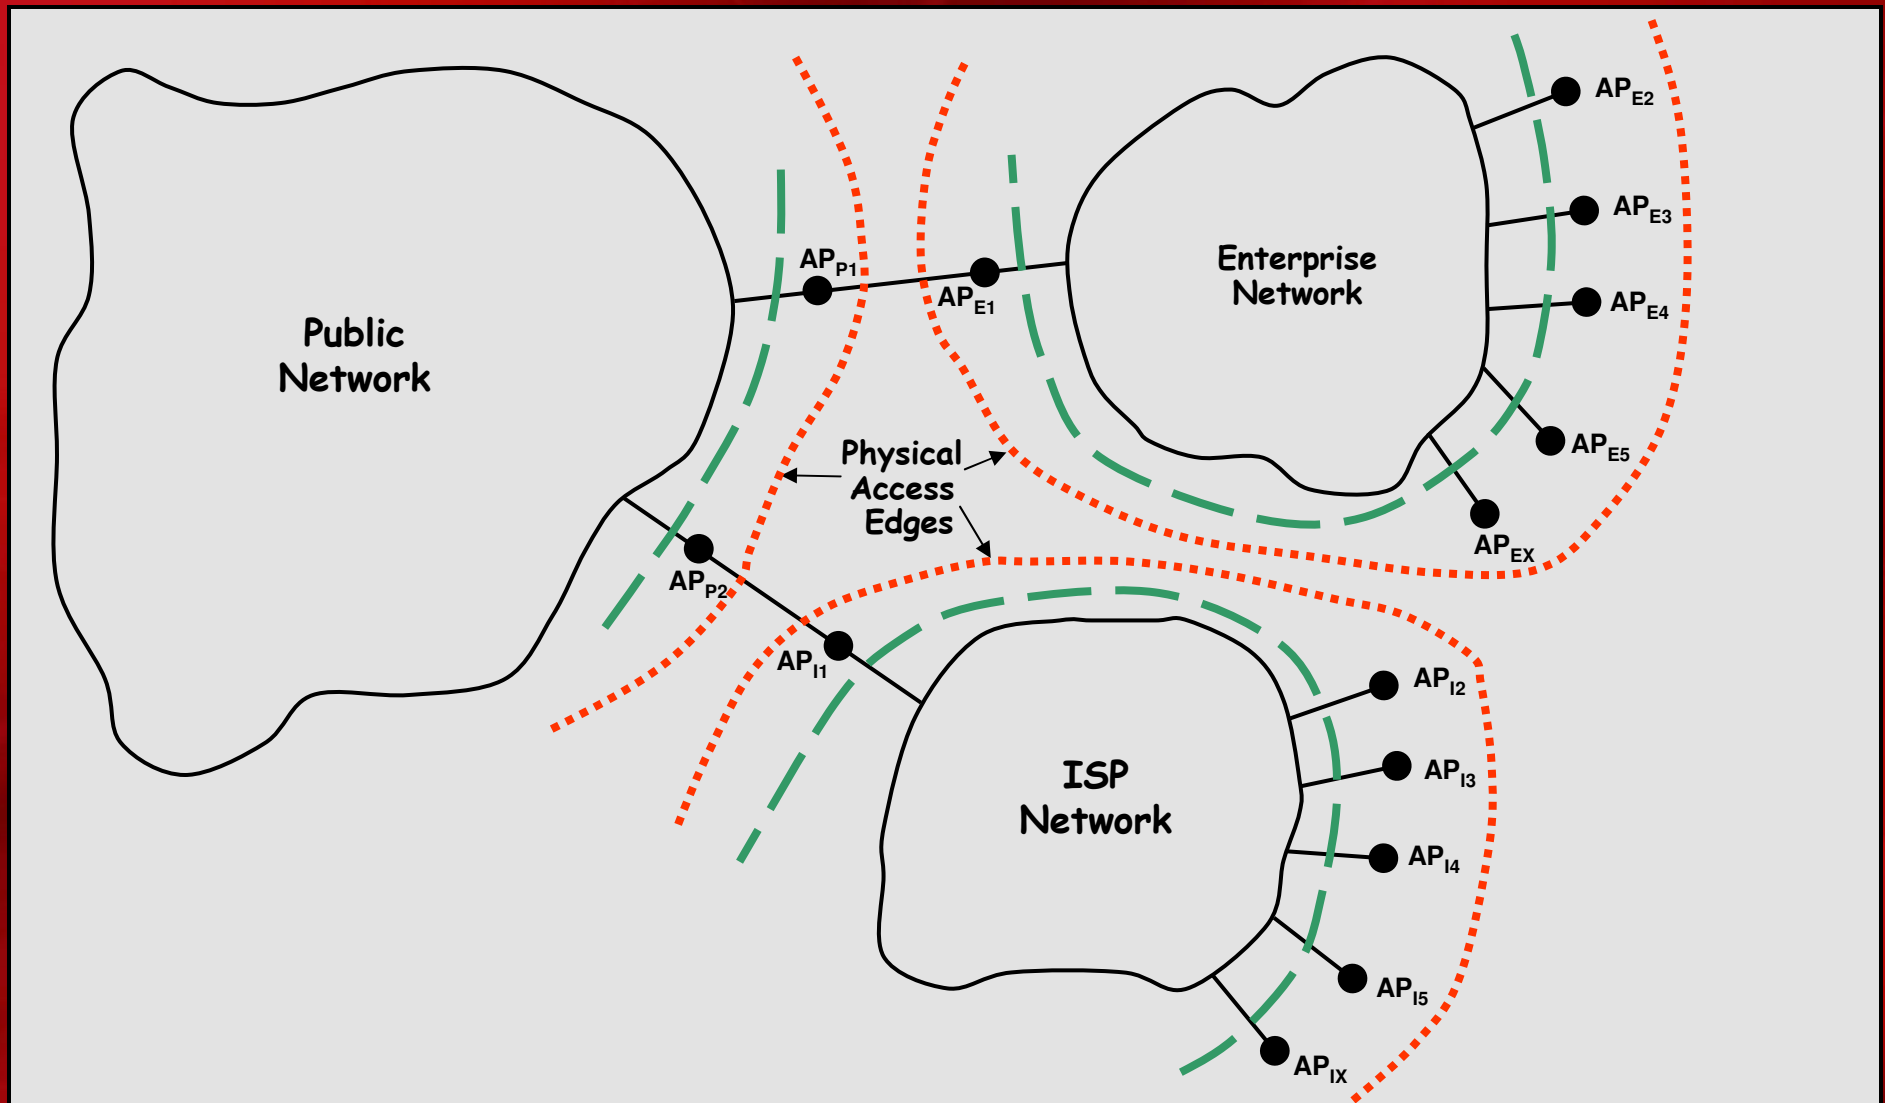 Public
Network
AP_P1
AP_E1
Enterprise
Network
AP_E2
AP_E3
AP_E4
AP_E5
AP_EX
Physical
Access
Edges
AP_P2
AP_I1
ISP
Network
AP_I2
AP_I3
AP_I4
AP_I5
AP_IX